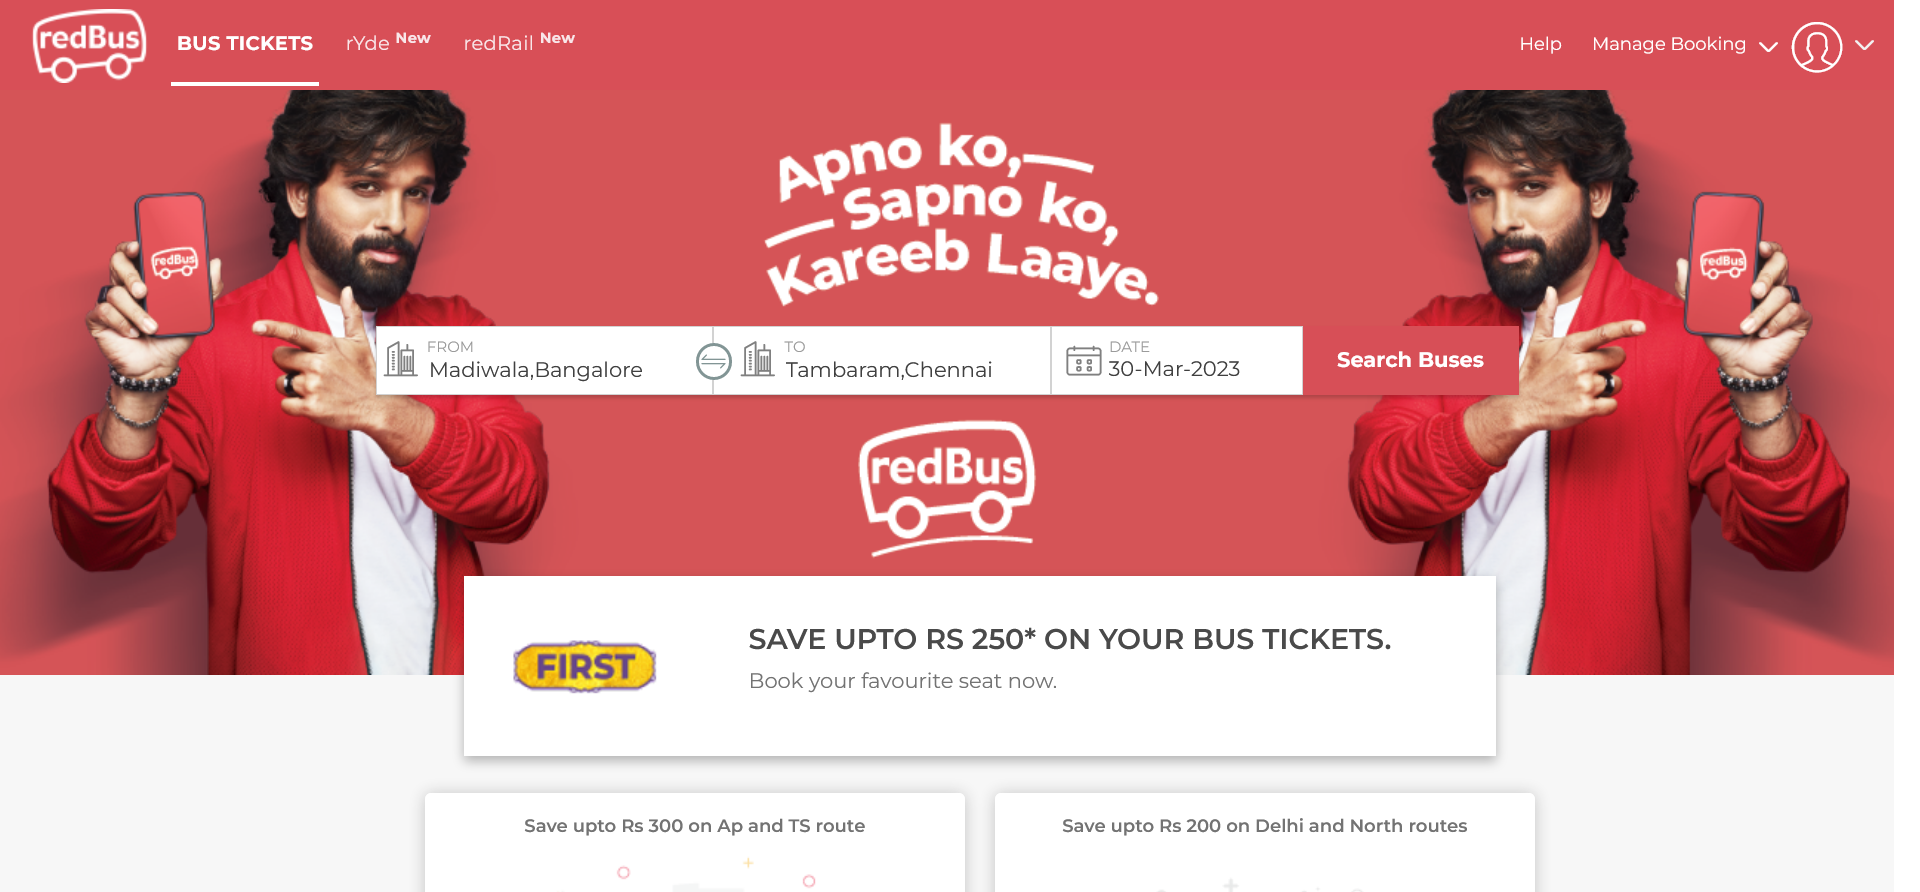 redBus
BUS TICKETS
rYde New
redRail New
Help
Manage Booking
Apno ko,
Sapno ko,
Kareeb Laaye.
redBus
redBus
FROM
Madiwala,Bangalore
TO
Tambaram,Chennai
DATE
30-Mar-2023
Search Buses
redBus
FIRST
SAVE UPTO RS 250* ON YOUR BUS TICKETS.
Book your favourite seat now.
Save upto Rs 300 on Ap and TS route
Save upto Rs 200 on Delhi and North routes